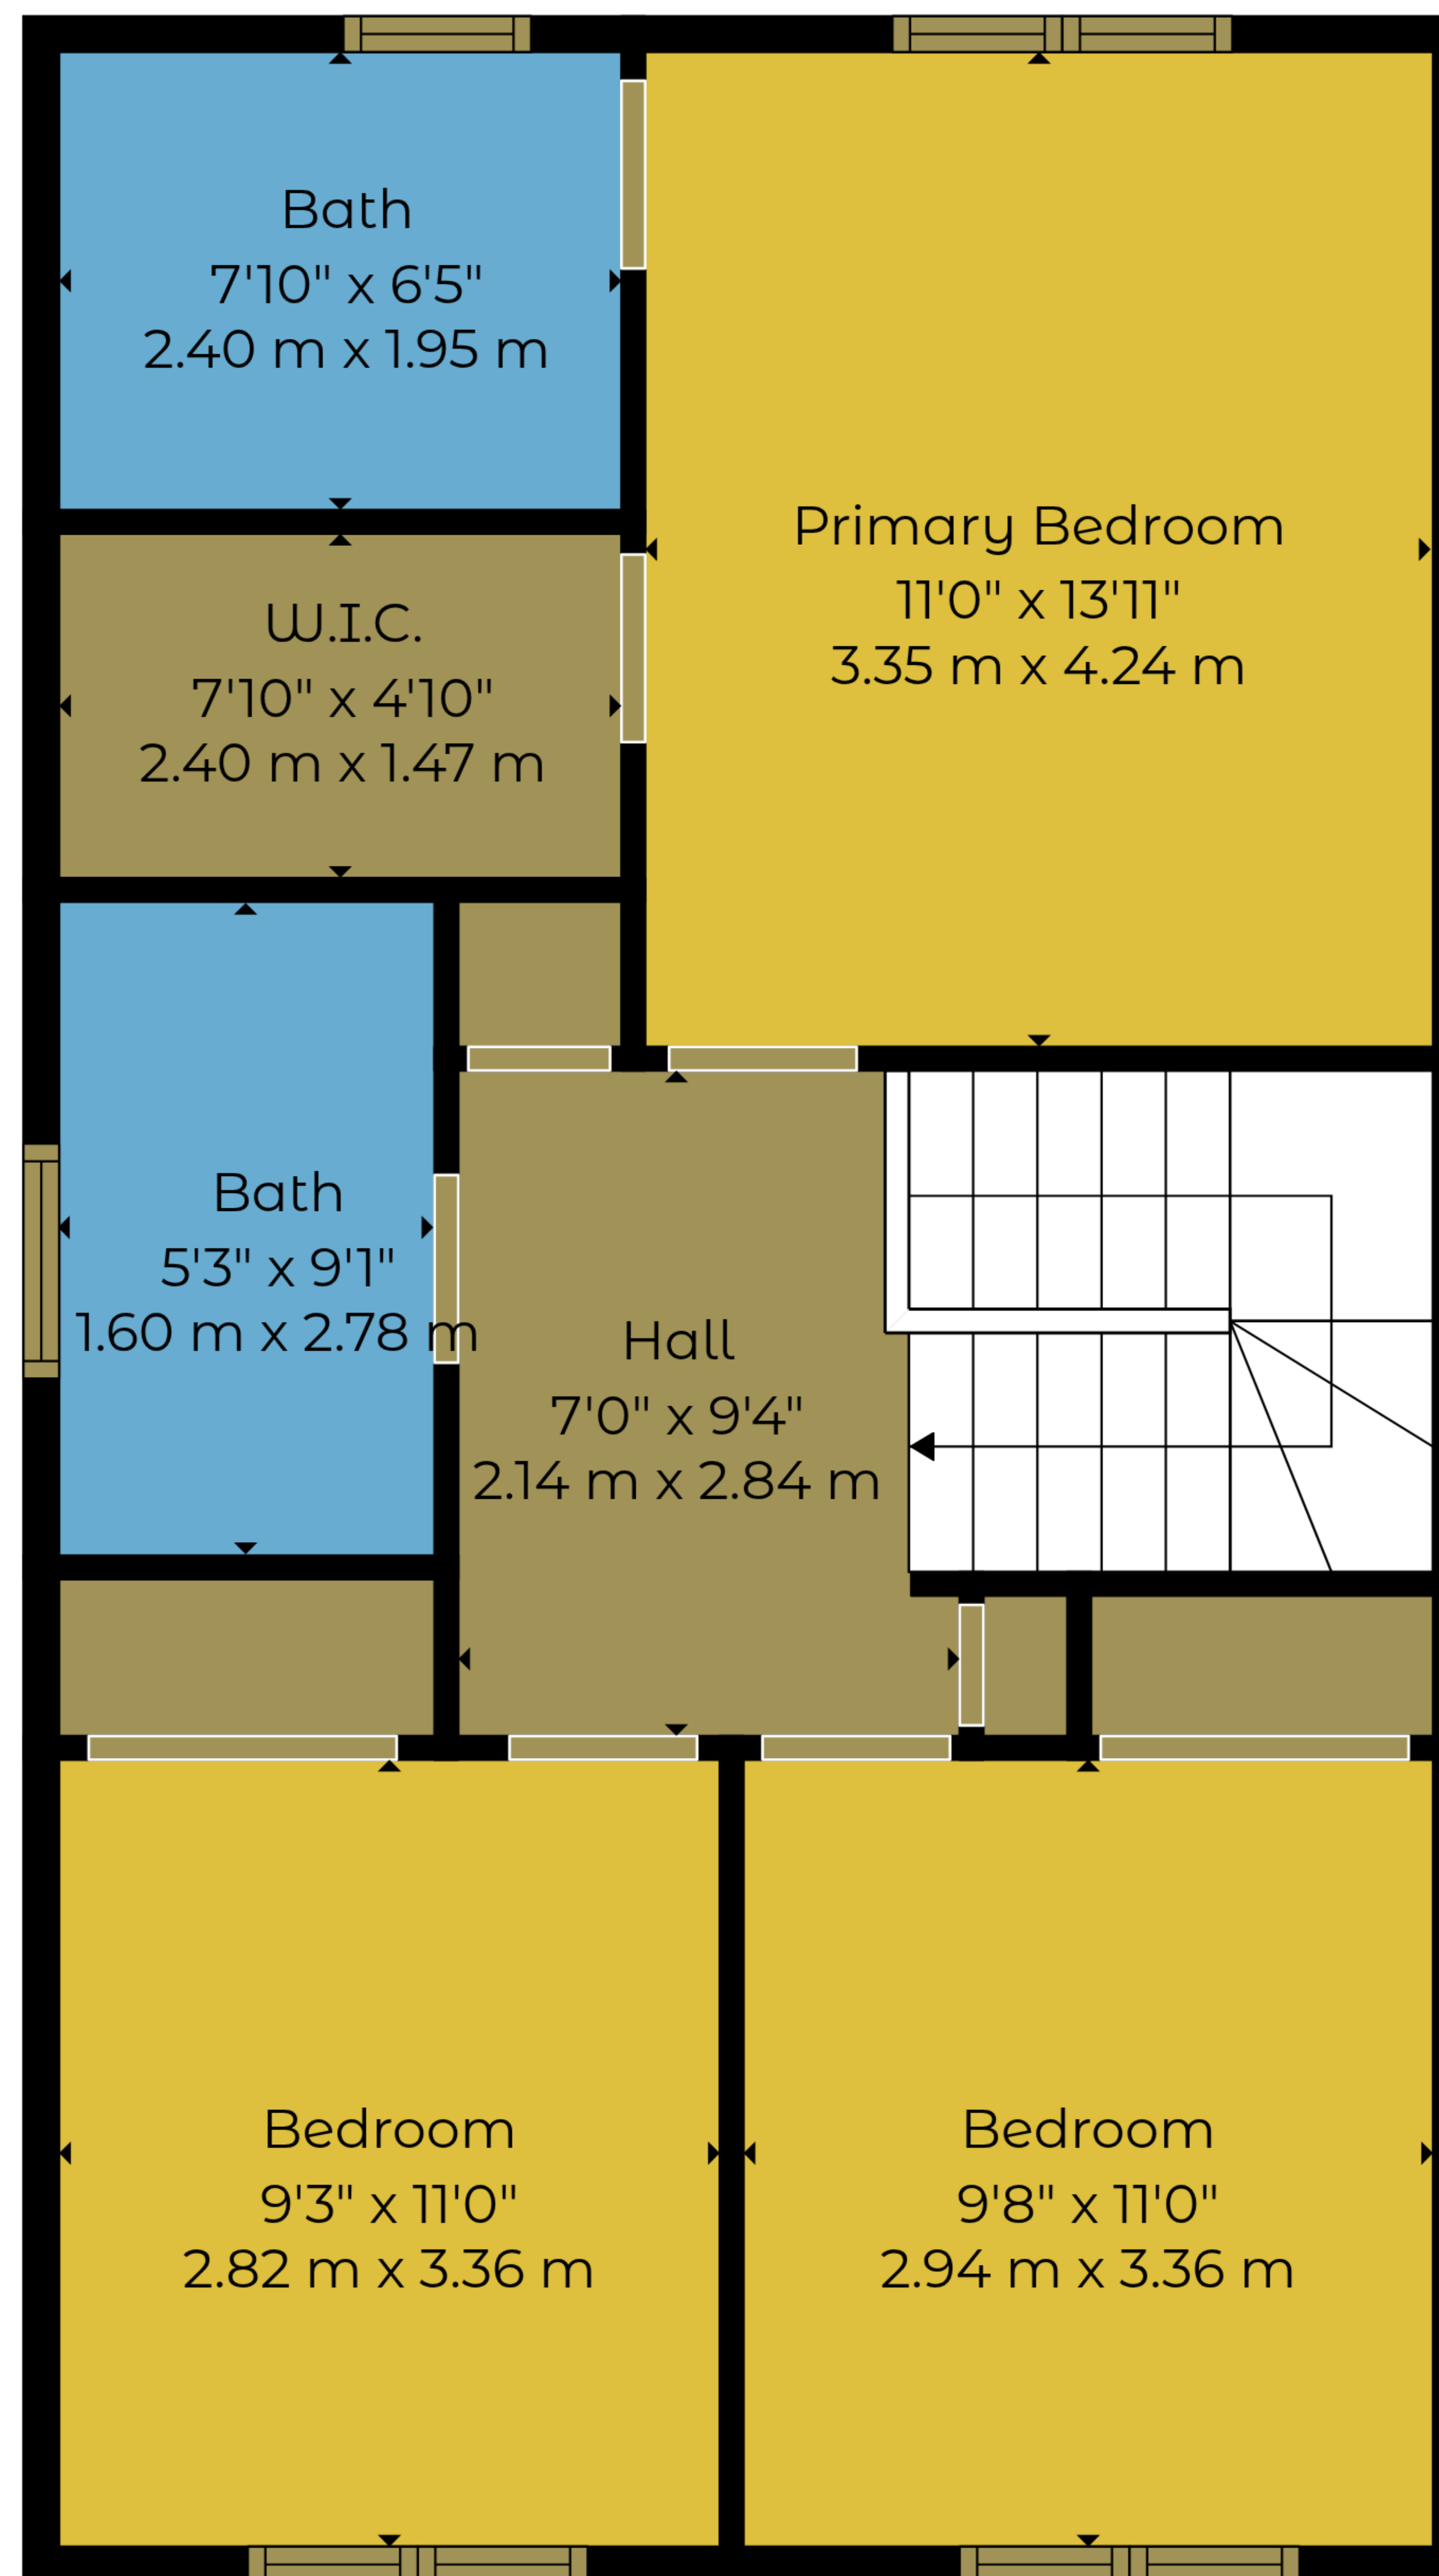 Bath
7'10" x 6'5"
2.40 m x 1.95 m
Primary Bedroom
11'0" x 13'11"
3.35 m x 4.24 m
W.I.C.
7'10" x 4'10"
2.40 m x 1.47 m
Bath
5'3" x 9'1"
1.60 m x 2.78 m
Hall
7'0" x 9'4"
2.14 m x 2.84 m
Bedroom
9'3" x 11'0"
2.82 m x 3.36 m
Bedroom
9'8" x 11'0"
2.94 m x 3.36 m